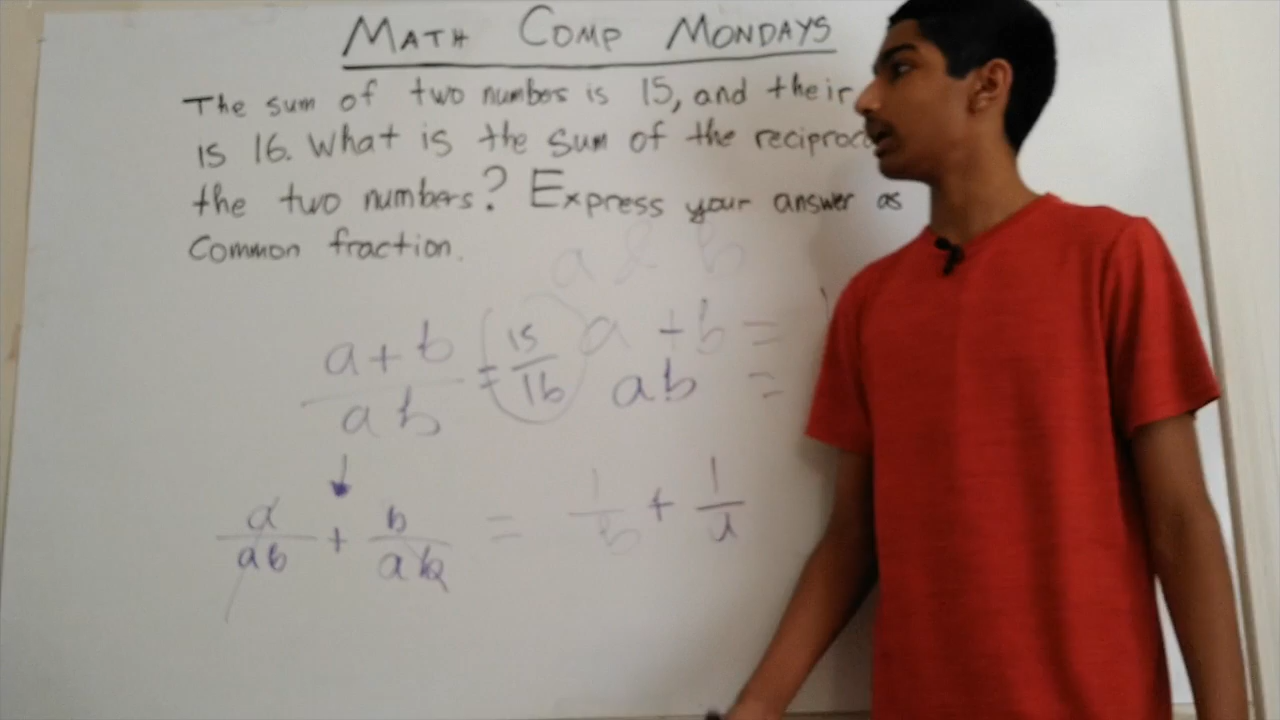 MATH COMP MONDAYS
The sum of two numbers is 15, and their
is 16. What is the sum of the reciproc
the two numbers? Express your answer as
Common fraction.
a & b
a + b = 15/16 a + b =
ab ab =
a/ab + b/ab = 1/b + 1/a